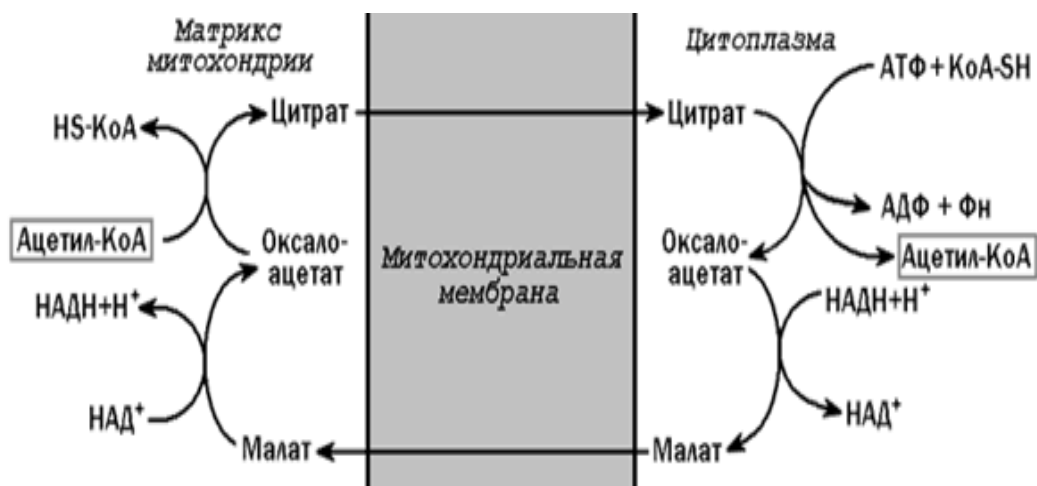 Матрикс
митохондрии
Цитоплазма
АТФ + КоА-SH
HS-КоА
Цитрат
Цитрат
АДФ + Фн
Ацетил-КоА
Оксало-
ацетат
Митохондриальная
мембрана
Оксало-
ацетат
Ацетил-КоА
НАДН+Н⁺
НАДН+Н⁺
НАД⁺
НАД⁺
Малат
Малат